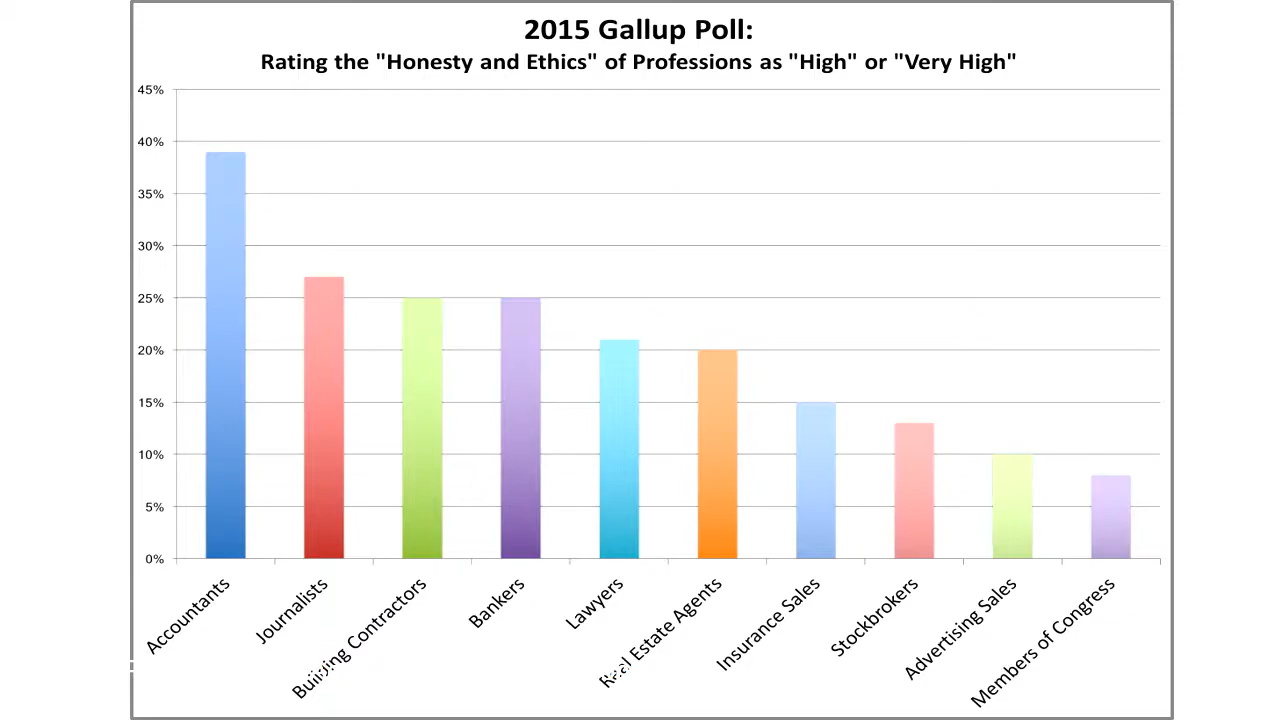 2015 Gallup Poll:
Rating the "Honesty and Ethics" of Professions as "High" or "Very High"
45%
40%
35%
30%
25%
20%
15%
10%
5%
0%
Accountants
Journalists
Building Contractors
Bankers
Lawyers
Real Estate Agents
Insurance Sales
Stockbrokers
Advertising Sales
Members of Congress